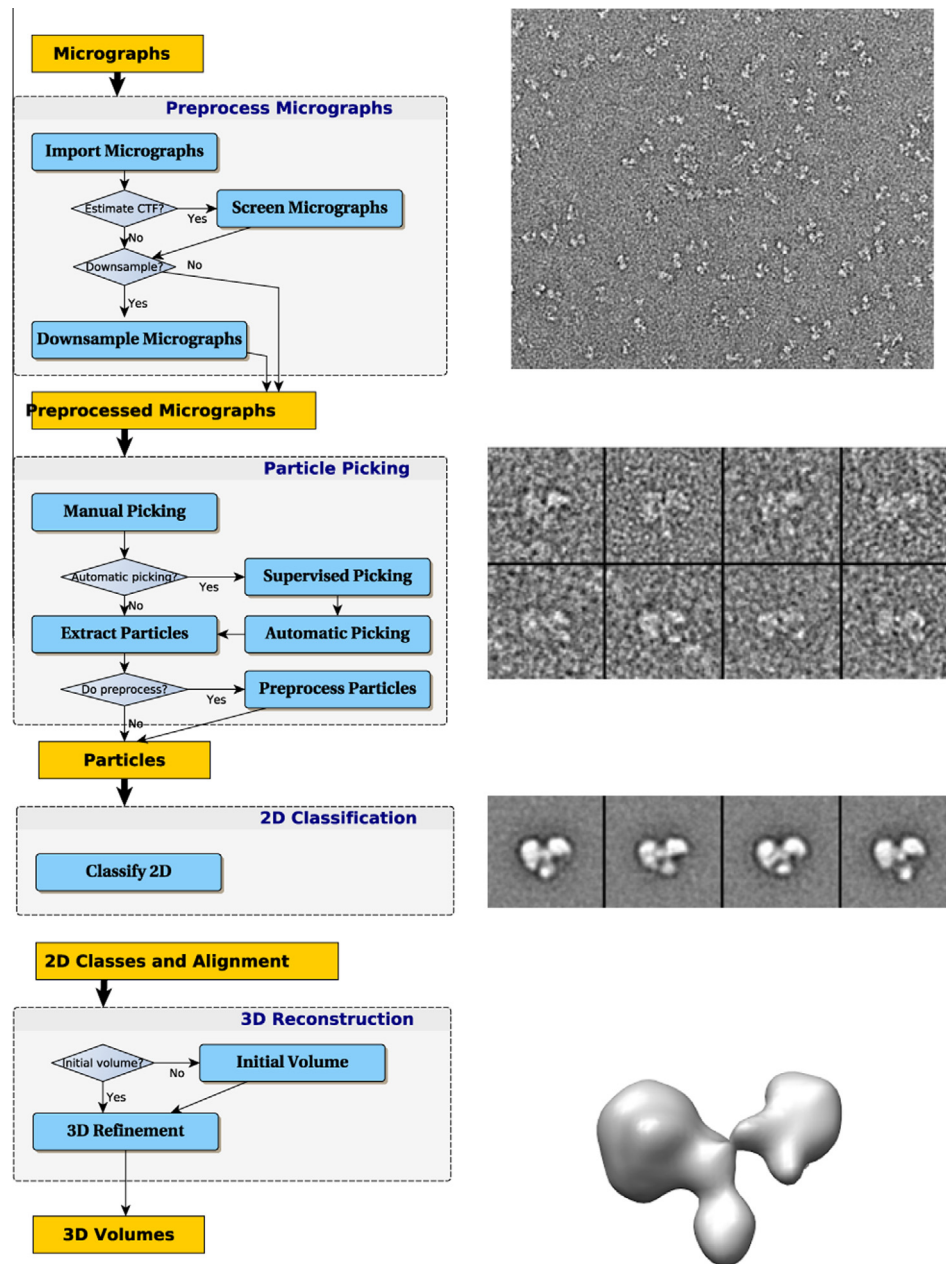 Micrographs
Preprocess Micrographs
Import Micrographs
Estimate CTF?
Yes
Screen Micrographs
No
Downsample?
No
Yes
Downsample Micrographs
Preprocessed Micrographs
Particle Picking
Manual Picking
Automatic picking?
Yes
Supervised Picking
No
Extract Particles
Automatic Picking
Do preprocess?
Yes
Preprocess Particles
No
Particles
2D Classification
Classify 2D
2D Classes and Alignment
3D Reconstruction
Initial volume?
No
Initial Volume
Yes
3D Refinement
3D Volumes